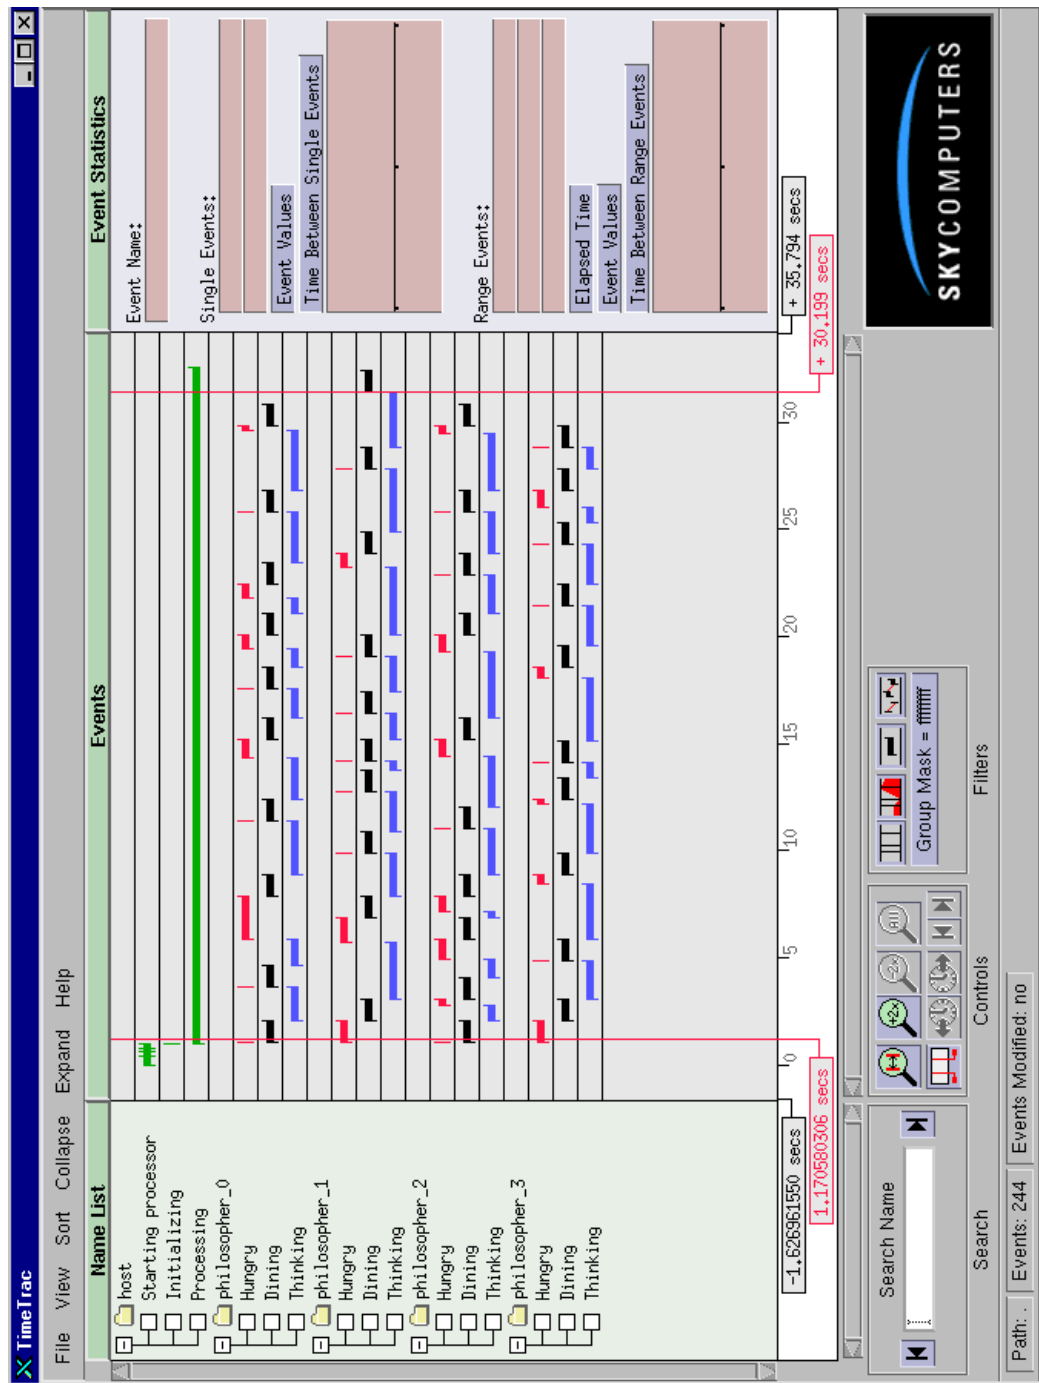 TimeTrac
File View Sort Collapse Expand Help
Name List
Events
Event Statistics
host
Starting processor
Initializing
Processing
philosopher_0
Hungry
Dining
Thinking
philosopher_1
Hungry
Dining
Thinking
philosopher_2
Hungry
Dining
Thinking
philosopher_3
Hungry
Dining
Thinking
Event Name:
Single Events:
Event Values
Time Between Single Events
Range Events:
Elapsed Time
Event Values
Time Between Range Events
0 5 10 15 20 25 30
-1.626961550 secs
+ 35.794 secs
1.170580306 secs
+ 30.199 secs
Search Name
Search
+2x
-2x
All
Controls
Group Mask = ffffffff
Filters
SKYCOMPUTERS
Path: .
Events: 244
Events Modified: no